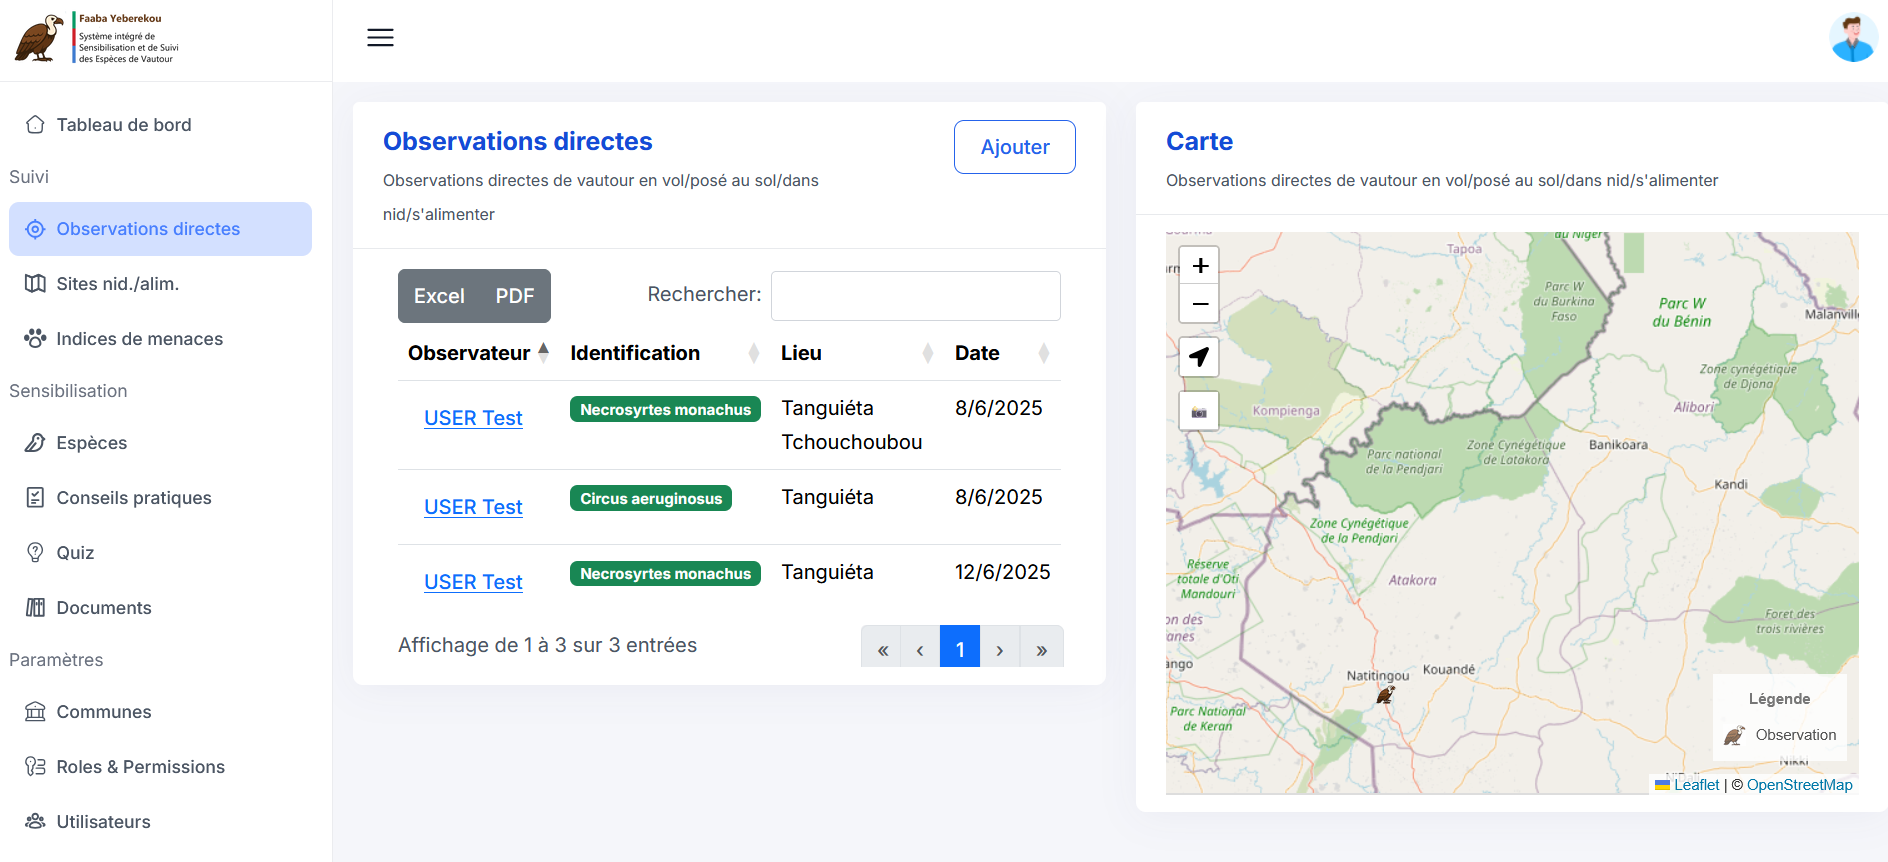 Faaba Yeberekou
Système intégré de
Sensibilisation et de Suivi
des Espèces de Vautour
Tableau de bord
Suivi
Observations directes
Sites nid./alim.
Indices de menaces
Sensibilisation
Espèces
Conseils pratiques
Quiz
Documents
Paramètres
Communes
Roles & Permissions
Utilisateurs
Observations directes
Ajouter
Observations directes de vautour en vol/posé au sol/dans
nid/s'alimenter
Excel PDF
Rechercher:
Observateur Identification Lieu Date
USER Test Necrosyrtes monachus Tanguiéta 8/6/2025
Tchouchoubou
USER Test Circus aeruginosus Tanguiéta 8/6/2025
USER Test Necrosyrtes monachus Tanguiéta 12/6/2025
Affichage de 1 à 3 sur 3 entrées
« ‹ 1 › »
Carte
Observations directes de vautour en vol/posé au sol/dans nid/s'alimenter
+
−
du Niger
Tapoa
Parc W
du Burkina
Faso
Parc W
du Bénin
Malanvill
Zone cynégétique
de Djona
Alibori
Kompienga
Parc national
de la Pendjari
Zone Cynégétique
de Latakora
Banikoara
Kandi
Zone Cynégétique
de la Pendjari
Réserve
totale d'Oti
Mandouri
Atakora
on des
anes
ango
Forêt des
trois rivières
Natitingou
Kouandé
Parc National
de Keran
Légende
Observation
Nikki
Leaflet | © OpenStreetMap